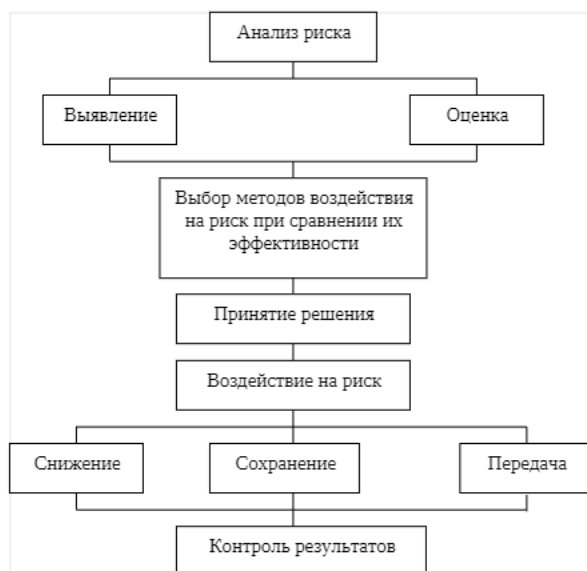 Анализ риска
Выявление
Оценка
Выбор методов воздействия
на риск при сравнении их
эффективности
Принятие решения
Воздействие на риск
Снижение
Сохранение
Передача
Контроль результатов